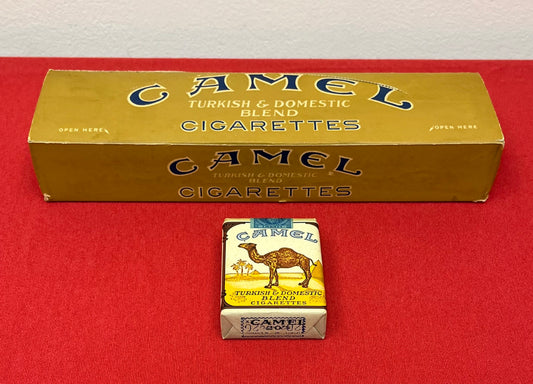 CAMEL
TURKISH & DOMESTIC
BLEND
CIGARETTES
OPEN HERE
OPEN HERE
CAMEL
TURKISH & DOMESTIC
BLEND
CIGARETTES
CAMEL
TURKISH & DOMESTIC
BLEND
CIGARETTES
CAMEL